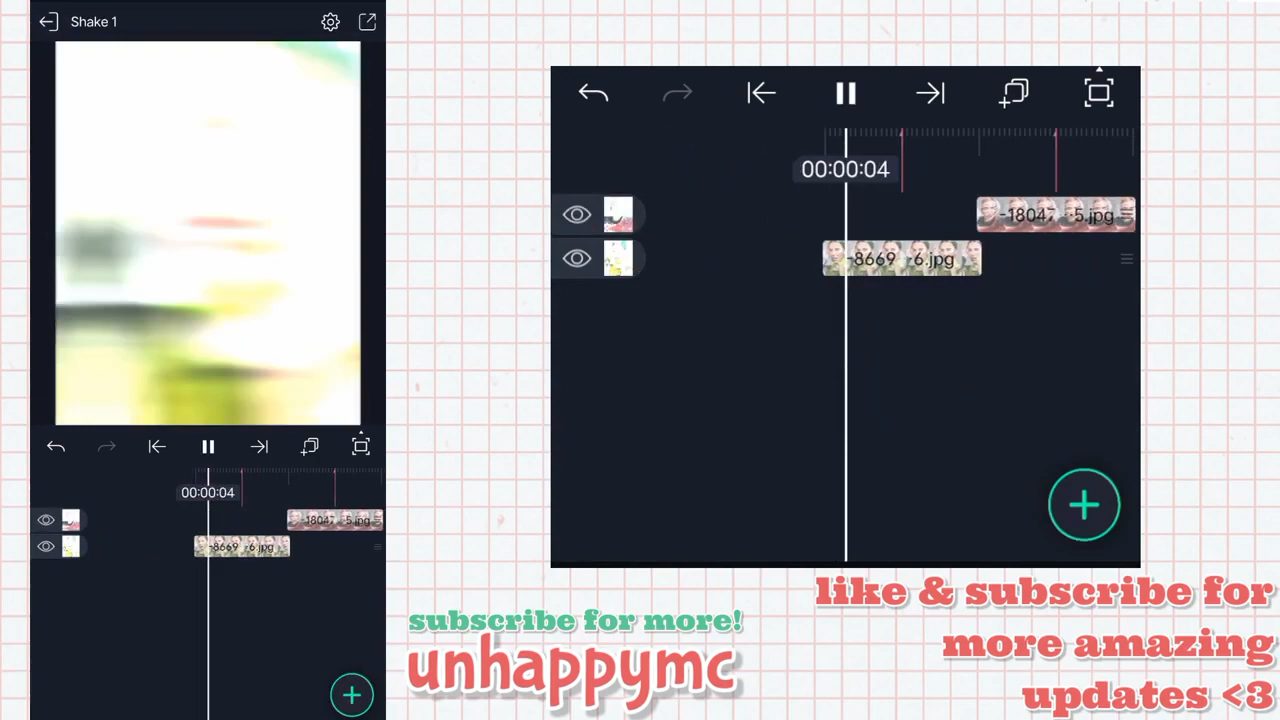 Shake 1
00:00:04
-18047 -5.jpg
-8669 -6.jpg
00:00:04
-18047 -5.jpg
-8669 -6.jpg
subscribe for more!
unhappymc
like & subscribe for
more amazing
updates <3